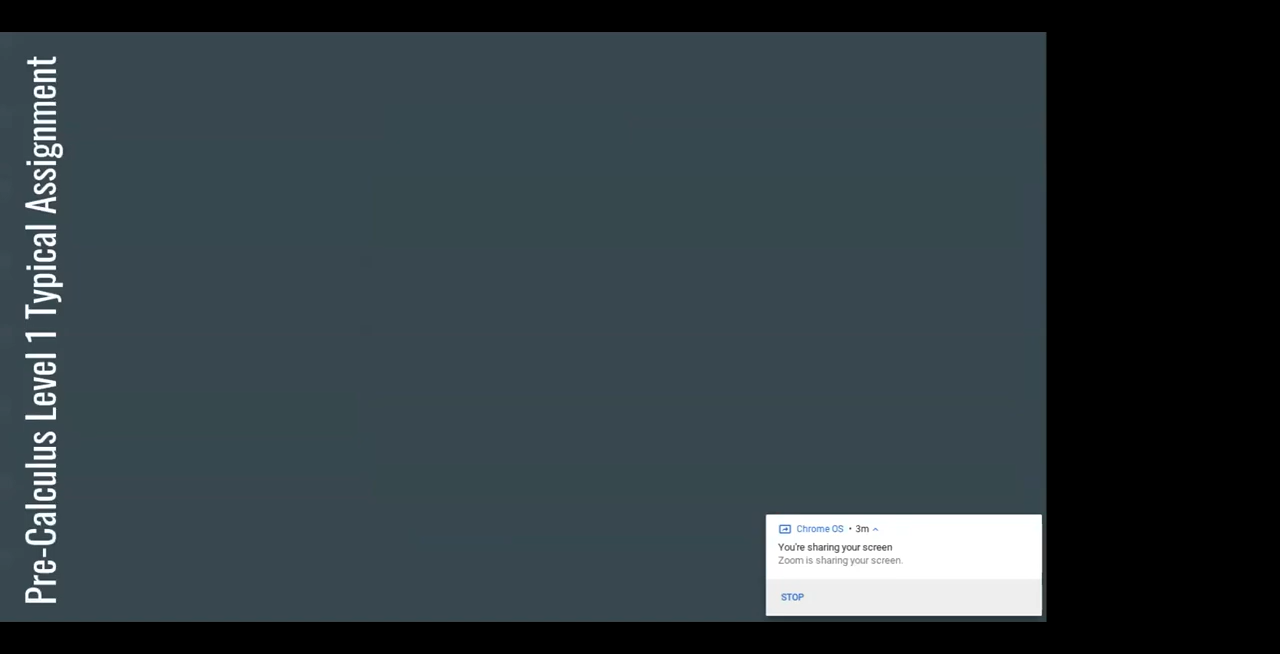 Pre-Calculus Level 1 Typical Assignment
Chrome OS • 3m
You're sharing your screen
Zoom is sharing your screen.
STOP